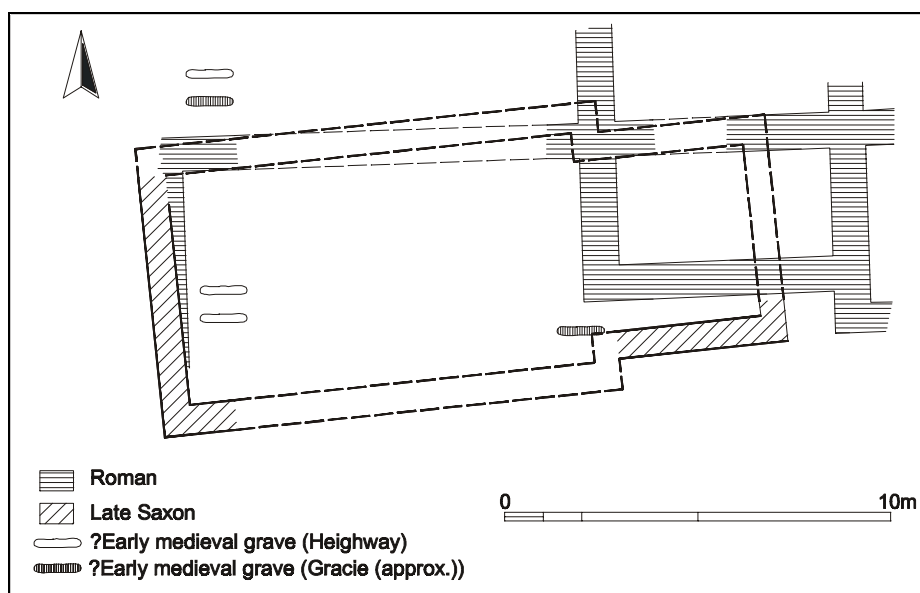 Roman
Late Saxon
?Early medieval grave (Heighway)
?Early medieval grave (Gracie (approx.))
0 10m